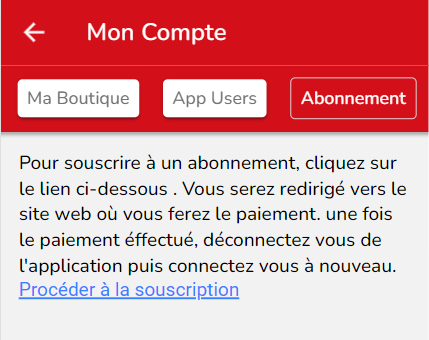 Mon Compte
Ma Boutique App Users Abonnement
Pour souscrire à un abonnement, cliquez sur
le lien ci-dessous . Vous serez redirigé vers le
site web où vous ferez le paiement. une fois
le paiement éffectué, déconnectez vous de
l'application puis connectez vous à nouveau.
Procéder à la souscription